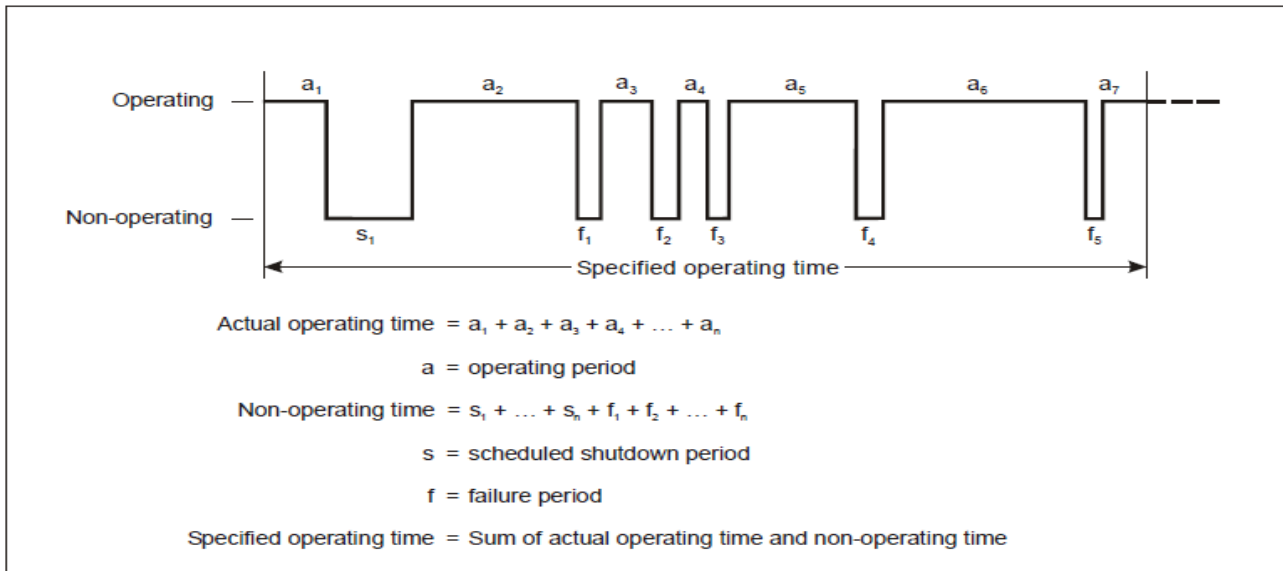 a₁ a₂ a₃ a₄ a₅ a₆ a₇
Operating
Non-operating
s₁ f₁ f₂ f₃ f₄ f₅
Specified operating time
Actual operating time = a₁ + a₂ + a₃ + a₄ + … + aₙ
a = operating period
Non-operating time = s₁ + … + sₙ + f₁ + f₂ + … + fₙ
s = scheduled shutdown period
f = failure period
Specified operating time = Sum of actual operating time and non-operating time